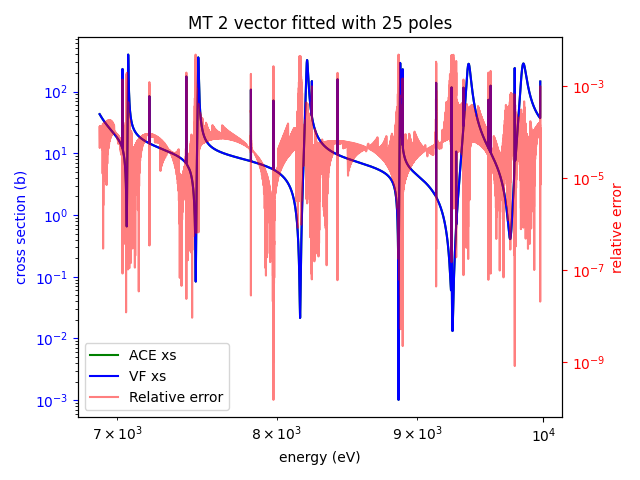 MT 2 vector fitted with 25 poles
cross section (b)
10²
10¹
10⁰
10⁻¹
10⁻²
10⁻³
relative error
10⁻³
10⁻⁵
10⁻⁷
10⁻⁹
ACE xs
VF xs
Relative error
7 × 10³ 8 × 10³ 9 × 10³ 10⁴
energy (eV)